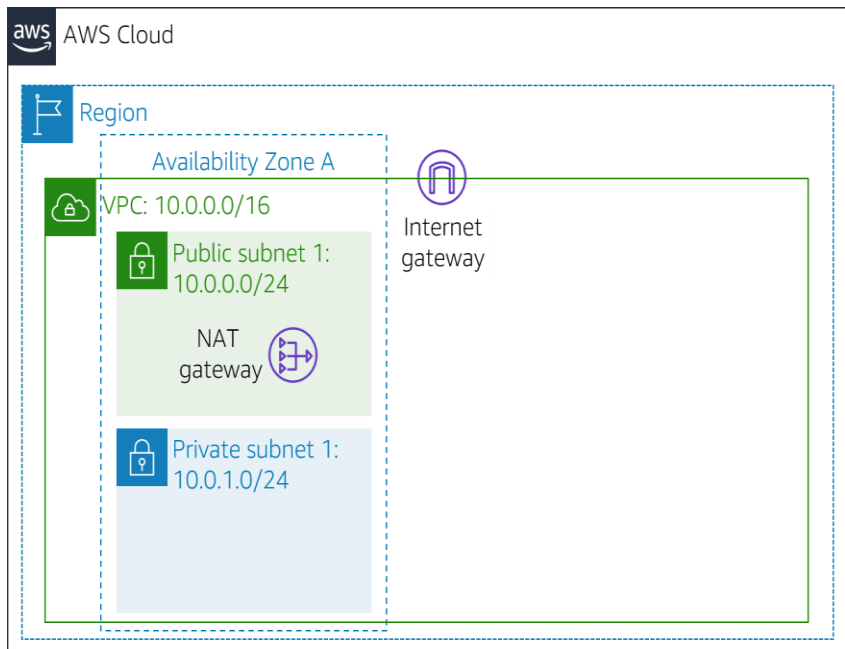 aws
AWS Cloud
Region
Availability Zone A
VPC: 10.0.0.0/16
Internet
gateway
Public subnet 1:
10.0.0.0/24
NAT
gateway
Private subnet 1:
10.0.1.0/24